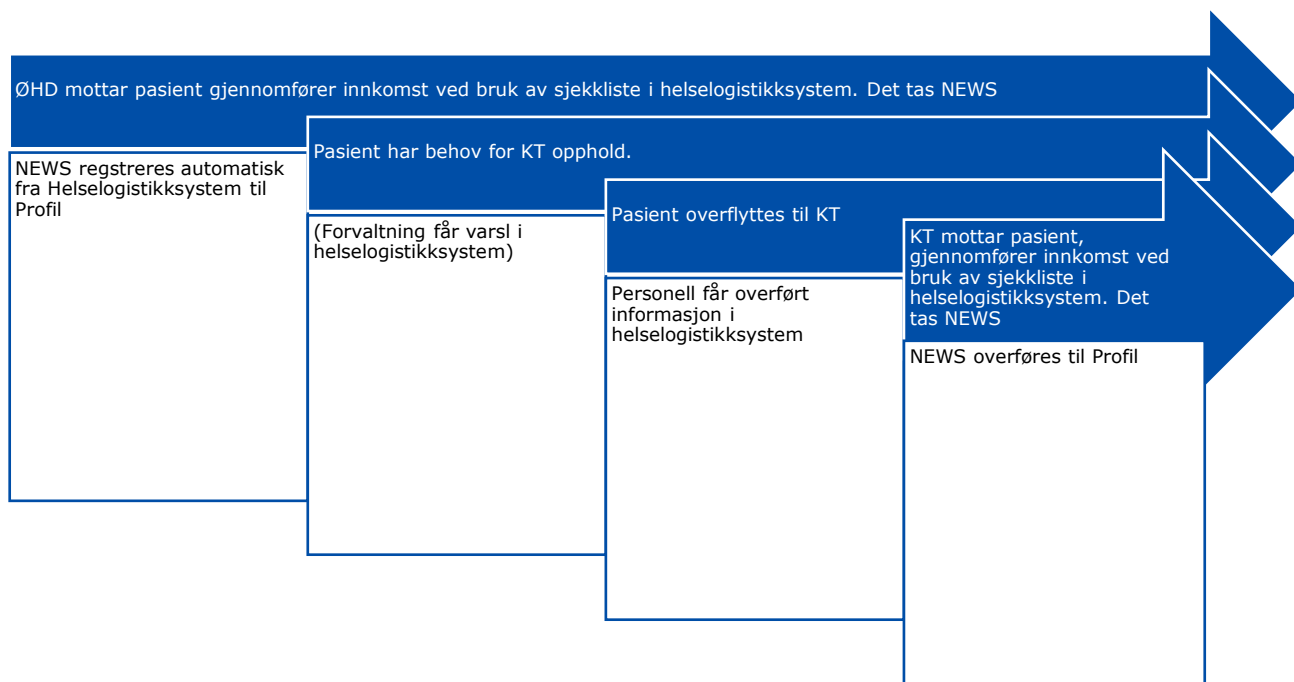 ØHD mottar pasient gjennomfører innkomst ved bruk av sjekkliste i helselogistikksystem. Det tas NEWS
NEWS regstreres automatisk
fra Helselogistikksystem til
Profil
Pasient har behov for KT opphold.
(Forvaltning får varsl i
helselogistikksystem)
Pasient overflyttes til KT
Personell får overført
informasjon i
helselogistikksystem
KT mottar pasient,
gjennomfører innkomst ved
bruk av sjekkliste i
helselogistikksystem. Det
tas NEWS
NEWS overføres til Profil